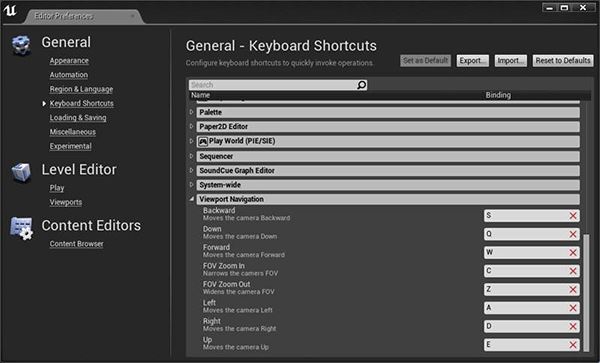 Editor Preferences
General
Appearance
Automation
Region & Language
Keyboard Shortcuts
Loading & Saving
Miscellaneous
Experimental
Level Editor
Play
Viewports
Content Editors
Content Browser
General - Keyboard Shortcuts
Configure keyboard shortcuts to quickly invoke operations.
Set as Default
Export...
Import...
Reset to Defaults
Search
Name Binding
Palette
Paper2D Editor
Play World (PIE/SIE)
Sequencer
SoundCue Graph Editor
System-wide
Viewport Navigation
Backward
Moves the camera Backward
S
Down
Moves the camera Down
Q
Forward
Moves the camera Forward
W
FOV Zoom In
Narrows the camers FOV
C
FOV Zoom Out
Widens the camera FOV
Z
Left
Moves the camera Left
A
Right
Moves the camera Right
D
Up
Moves the camera Up
E